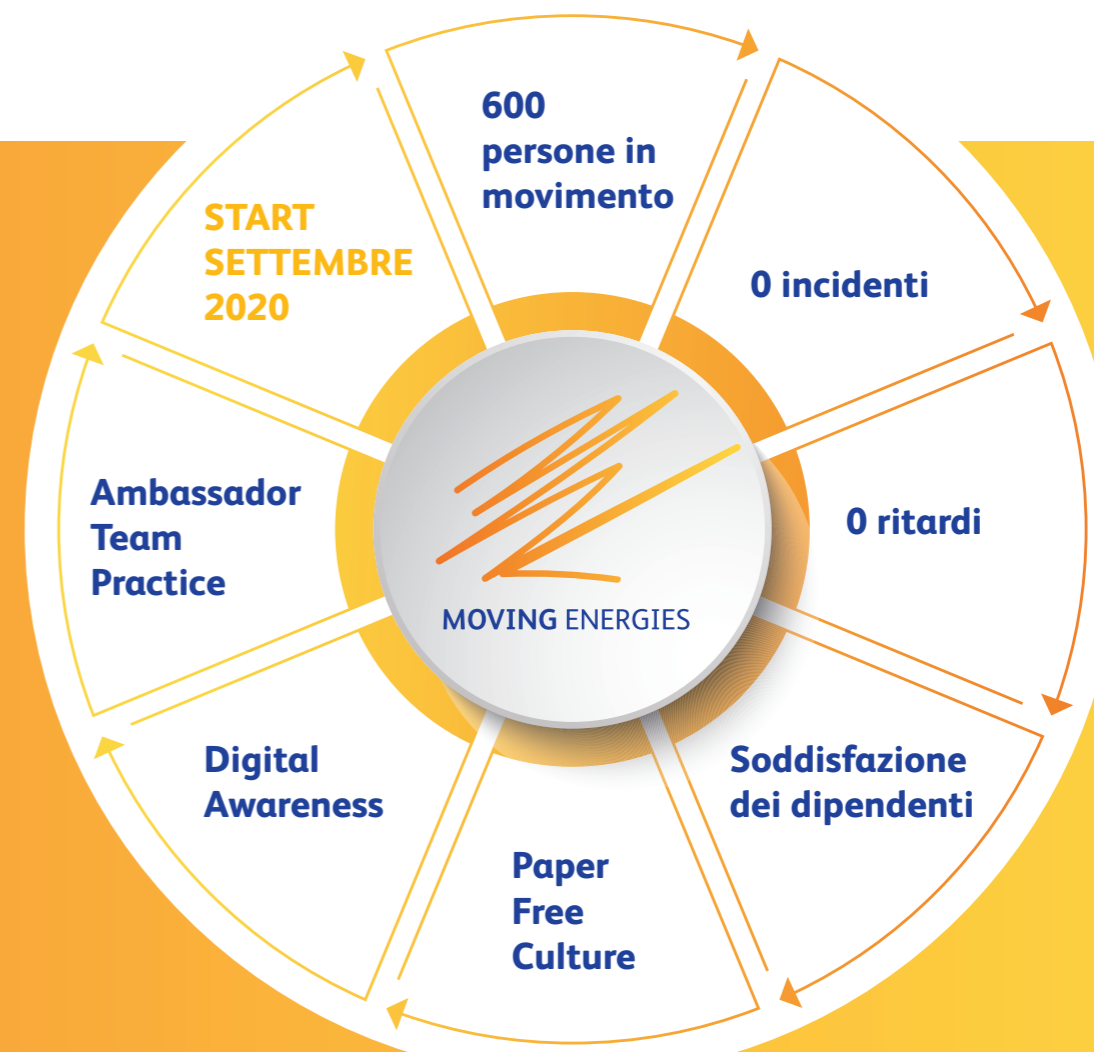 START
SETTEMBRE
2020
600
persone in
movimento
0 incidenti
0 ritardi
Soddisfazione
dei dipendenti
Paper
Free
Culture
Digital
Awareness
Ambassador
Team
Practice
MOVING ENERGIES